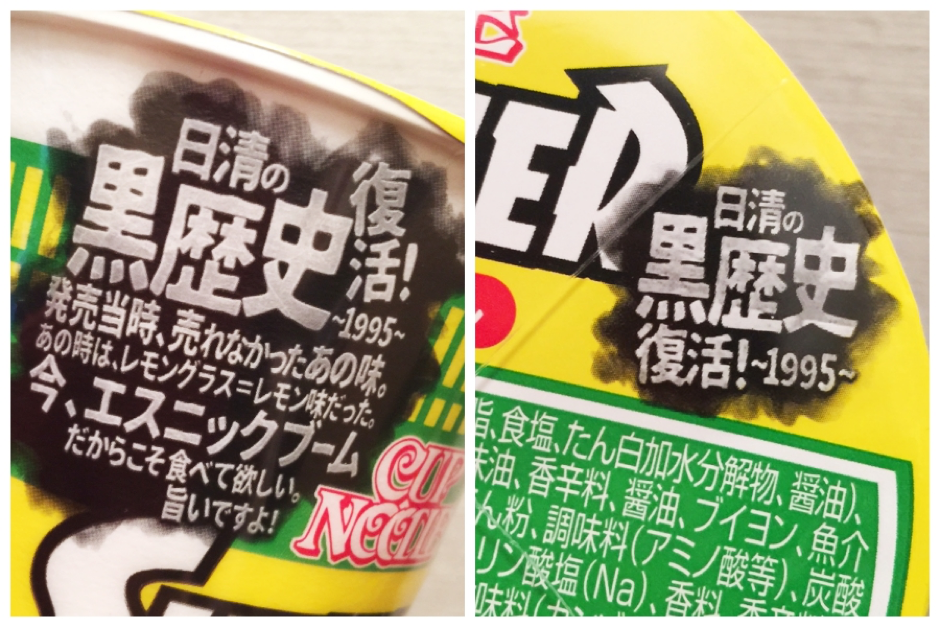 日清の
黒歴史
復活!
~1995~
発売当時、売れなかったあの味。
あの時は、レモングラス=レモン味だった。
今、エスニックブーム
だからこそ食べて欲しい。
旨いですよ!
CUP
NOODLE
日清の
黒歴史
復活!~1995~
食塩、たん白加水分解物、醤油)、
油、香辛料、醤油、ブイヨン、魚介
ん粉、調味料(アミノ酸等)、炭酸
リン酸塩(Na)、香料、香辛料